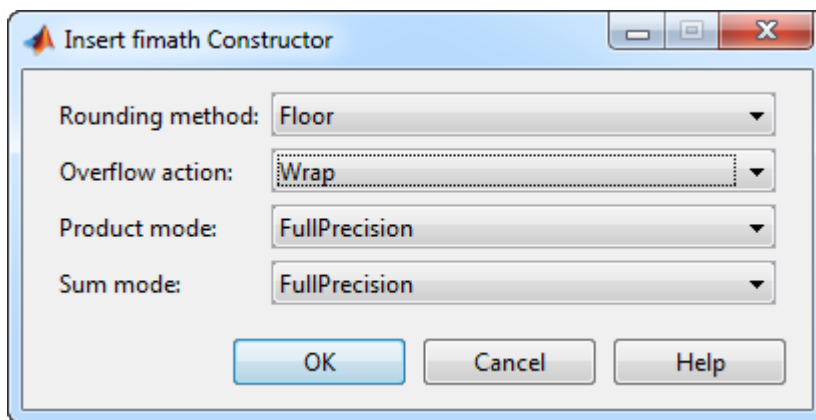 Insert fimath Constructor
Rounding method: Floor
Overflow action: Wrap
Product mode: FullPrecision
Sum mode: FullPrecision
OK Cancel Help